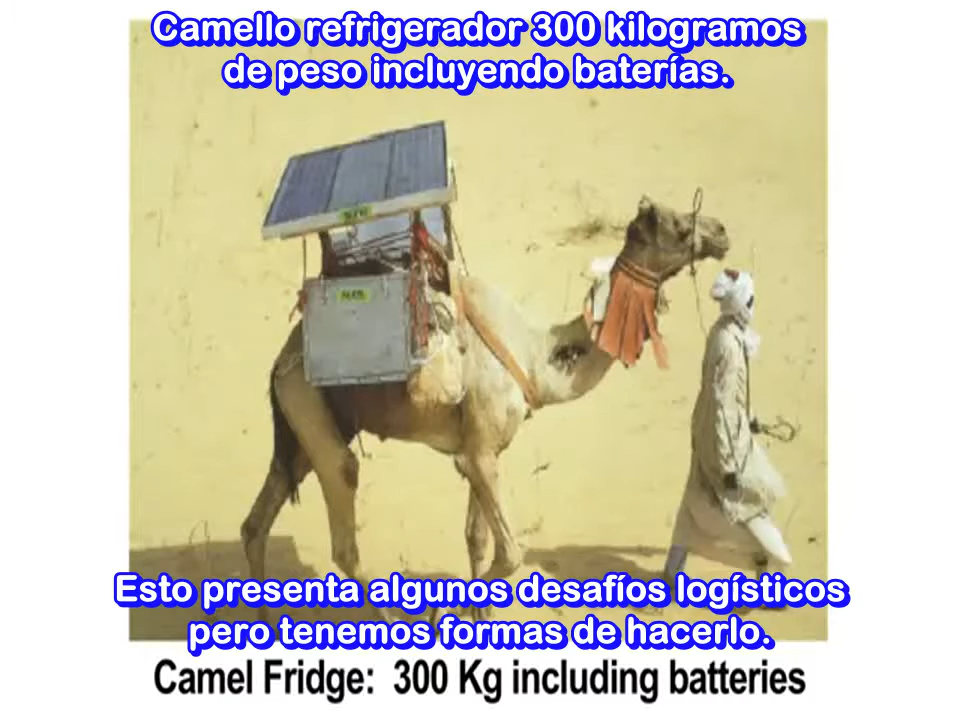 Camello refrigerador 300 kilogramos
de peso incluyendo baterías.
Esto presenta algunos desafíos logísticos
pero tenemos formas de hacerlo.
Camel Fridge: 300 Kg including batteries